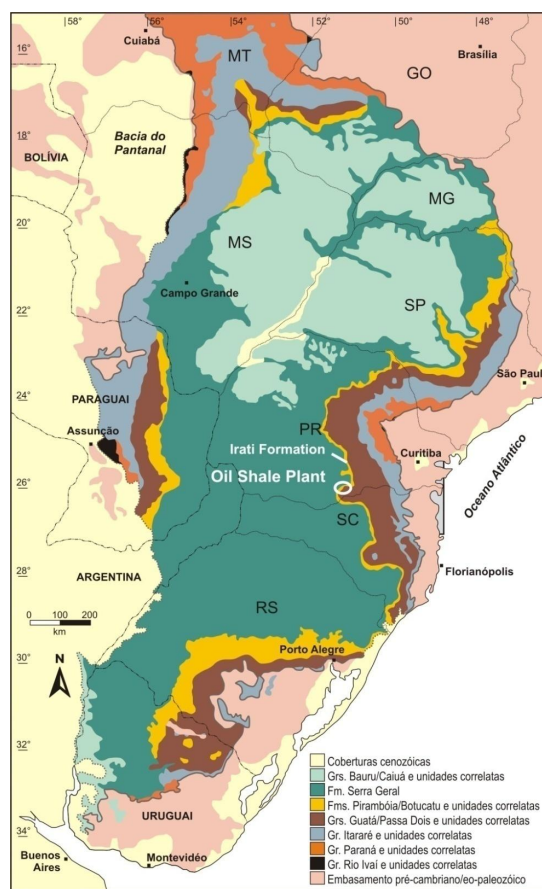 58° 56° 54° 52° 50° 48°
16°
18°
20°
22°
24°
26°
28°
30°
32°
34°
Cuiabá
MT
GO
Brasília
Bacia do
Pantanal
BOLÍVIA
MG
MS
Campo Grande
SP
São Paul
PARAGUAI
Assunção
PR
Irati Formation
Oil Shale Plant
Curitiba
Oceano Atlântico
SC
Florianópolis
ARGENTINA
RS
0 100 200
km
N
Porto Alegre
URUGUAI
Buenos
Aires
Montevidéo
Coberturas cenozóicas
Grs. Bauru/Caiuá e unidades correlatas
Fm. Serra Geral
Fms. Pirambóia/Botucatu e unidades correlatas
Grs. Guatá/Passa Dois e unidades correlatas
Gr. Itararé e unidades correlatas
Gr. Paraná e unidades correlatas
Gr. Rio Ivaí e unidades correlatas
Embasamento pré-cambriano/eo-paleozóico